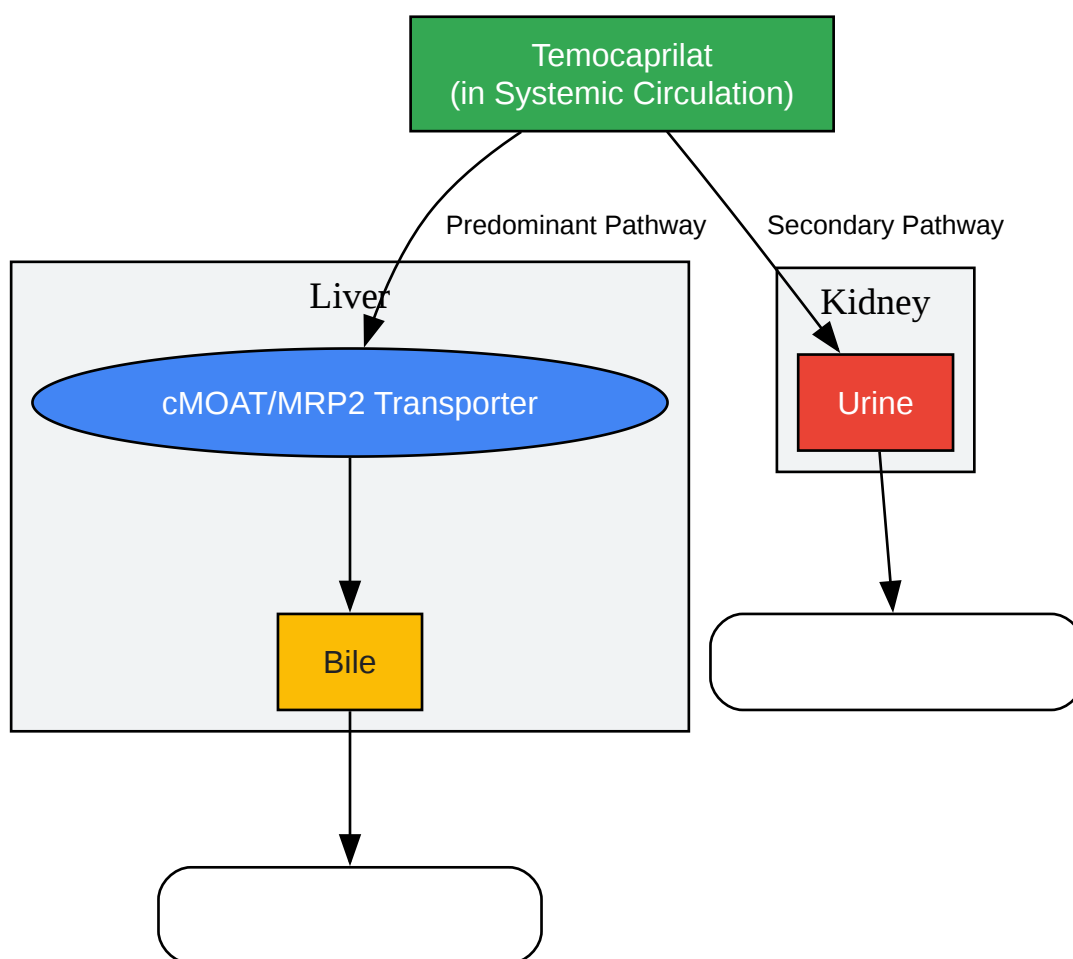 Temocaprilat
(in Systemic Circulation)
Predominant Pathway
Secondary Pathway
Liver
Kidney
cMOAT/MRP2 Transporter
Urine
Bile